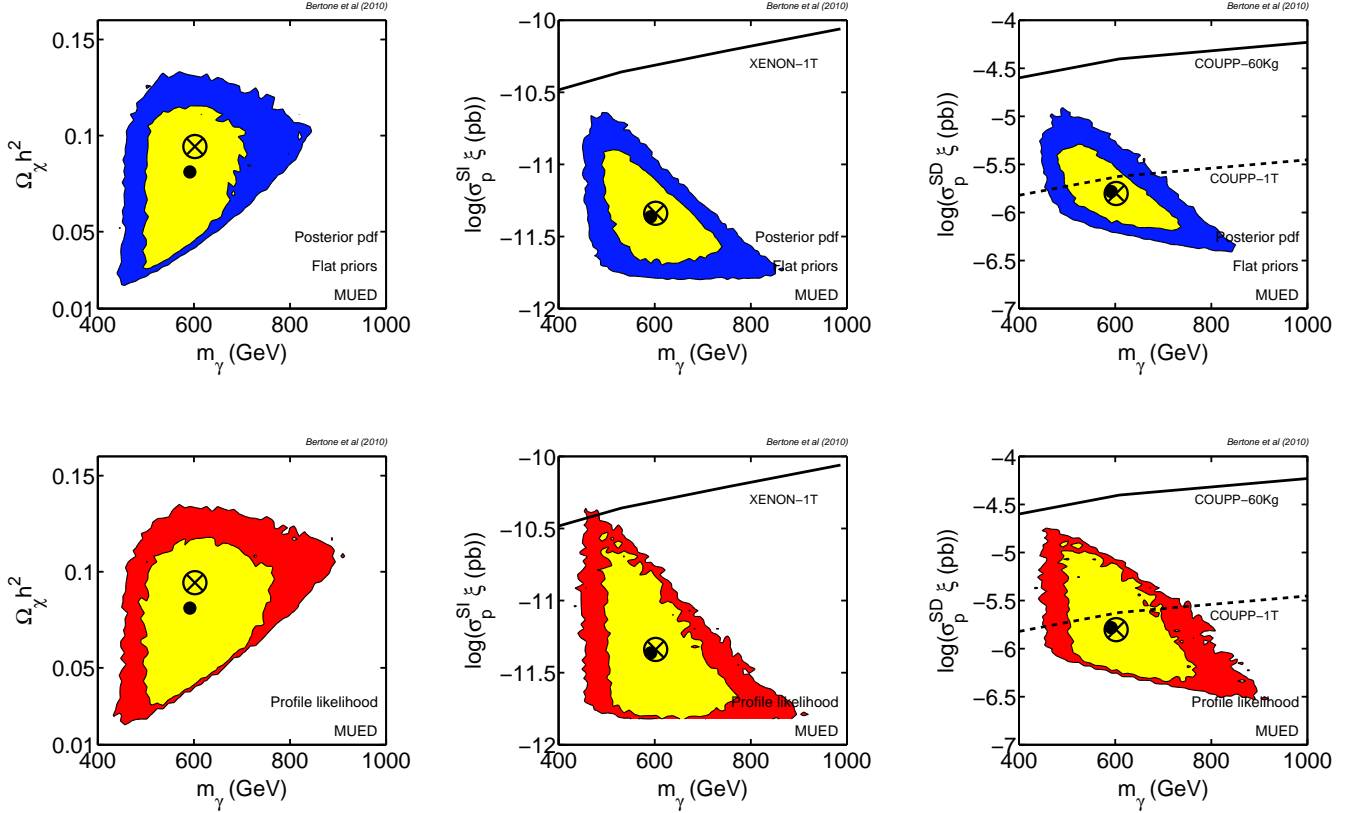 Bertone et al (2010)
0.15
0.1
0.05
0.01
Ω_χ h²
400 600 800 1000
m_γ (GeV)
Posterior pdf
Flat priors
MUED
Bertone et al (2010)
−10
−10.5
−11
−11.5
−12
log(σ_p^SI ξ (pb))
400 600 800 1000
m_γ (GeV)
XENON−1T
Posterior pdf
Flat priors
MUED
Bertone et al (2010)
−4
−4.5
−5
−5.5
−6
−6.5
−7
log(σ_p^SD ξ (pb))
400 600 800 1000
m_γ (GeV)
COUPP−60Kg
COUPP−1T
Posterior pdf
Flat priors
MUED
Bertone et al (2010)
0.15
0.1
0.05
0.01
Ω_χ h²
400 600 800 1000
m_γ (GeV)
Profile likelihood
MUED
Bertone et al (2010)
−10
−10.5
−11
−11.5
−12
log(σ_p^SI ξ (pb))
400 600 800 1000
m_γ (GeV)
XENON−1T
Profile likelihood
MUED
Bertone et al (2010)
−4
−4.5
−5
−5.5
−6
−6.5
−7
log(σ_p^SD ξ (pb))
400 600 800 1000
m_γ (GeV)
COUPP−60Kg
COUPP−1T
Profile likelihood
MUED